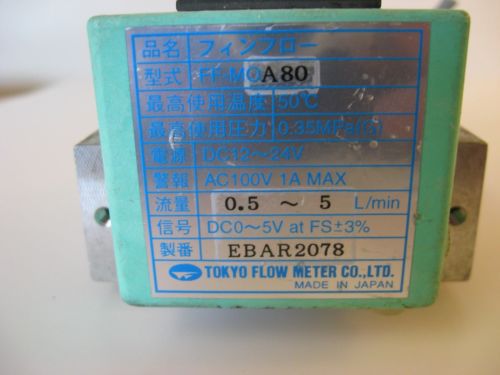 品名 フィンフロー
型式 FF-MOA80
最高使用温度 50℃
最高使用圧力 0.35MPa(G)
電源 DC12～24V
警報 AC100V 1A MAX
流量 0.5 ～ 5 L/min
信号 DC0～5V at FS±3%
製番 EBAR2078
TOKYO FLOW METER CO.,LTD.
MADE IN JAPAN